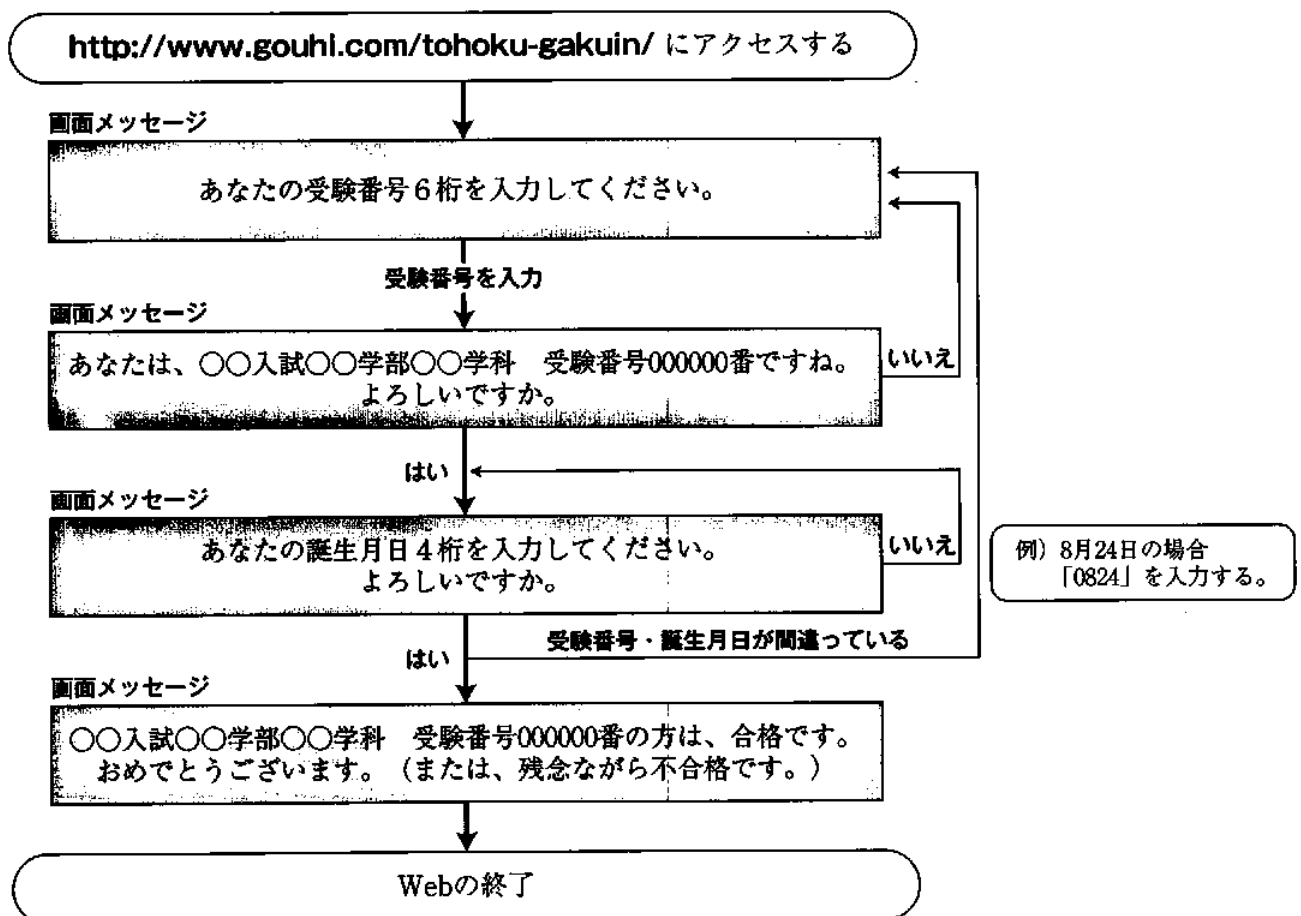 http://www.gouhi.com/tohoku-gakuin/ にアクセスする
画面メッセージ
あなたの受験番号6桁を入力してください。
受験番号を入力
画面メッセージ
あなたは、○○入試○○学部○○学科　受験番号000000番ですね。
よろしいですか。
いいえ
はい
画面メッセージ
あなたの誕生月日4桁を入力してください。
よろしいですか。
いいえ
例）8月24日の場合
「0824」を入力する。
受験番号・誕生月日が間違っている
はい
画面メッセージ
○○入試○○学部○○学科　受験番号000000番の方は、合格です。
おめでとうございます。（または、残念ながら不合格です。）
Webの終了